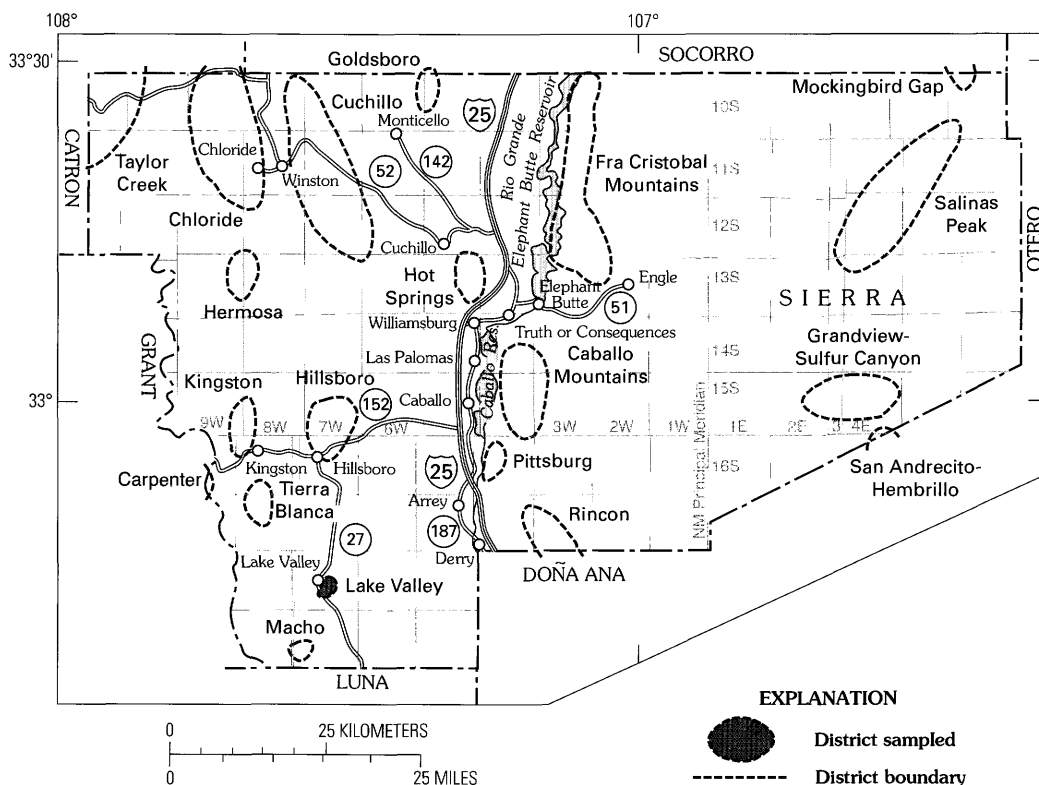 108°
107°
33°30'
33°
SOCORRO
Goldsboro
Mockingbird Gap
Cuchillo
Monticello
25
10S
CATRON
Taylor
Creek
Chloride
Winston
52
142
Rio Grande
Elephant Butte Reservoir
Fra Cristobal
Mountains
11S
Chloride
12S
Salinas
Peak
OTERO
Cuchillo
Hot
Springs
Hermosa
Elephant
Butte
Engle
51
13S
SIERRA
GRANT
Williamsburg
Truth or Consequences
Grandview-
Sulfur Canyon
Las Palomas
Caballo Res
Caballo
Mountains
14S
Kingston
Hillsboro
152
Caballo
15S
9W
8W
7W
6W
3W
2W
1W
1E
2E
3
4E
NM Principal Meridian
16S
Carpenter
Kingston
Hillsboro
25
Pittsburg
San Andrecito-
Hembrillo
Tierra
Blanca
Arrey
187
Rincon
27
Derry
DOÑA ANA
Lake Valley
Lake Valley
Macho
LUNA
0
25 KILOMETERS
0
25 MILES
EXPLANATION
District sampled
District boundary